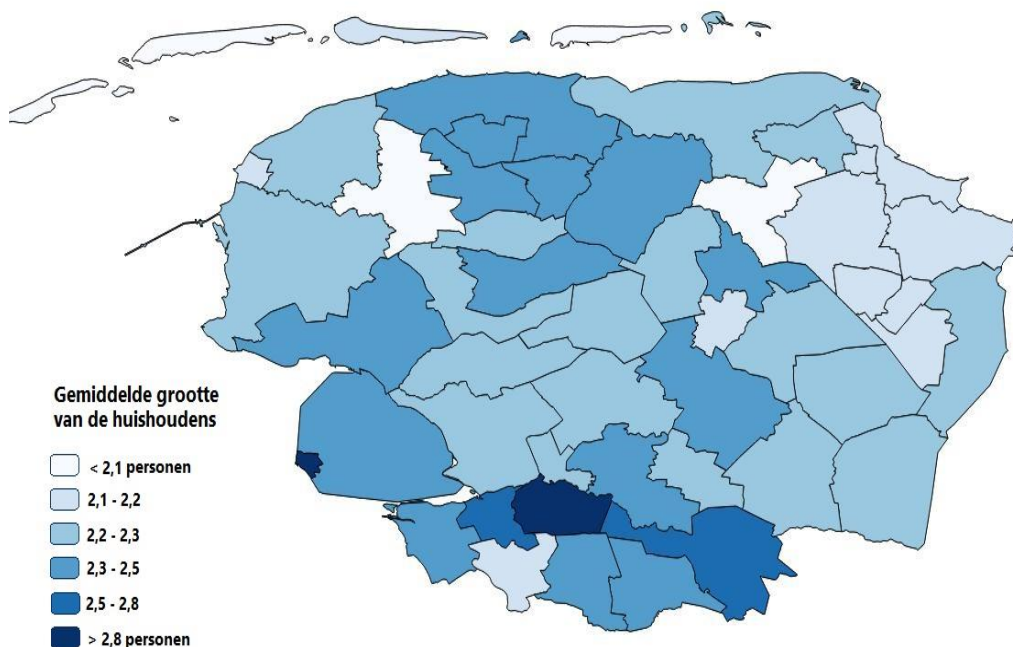 Gemiddelde grootte
van de huishoudens
< 2,1 personen
2,1 - 2,2
2,2 - 2,3
2,3 - 2,5
2,5 - 2,8
> 2,8 personen